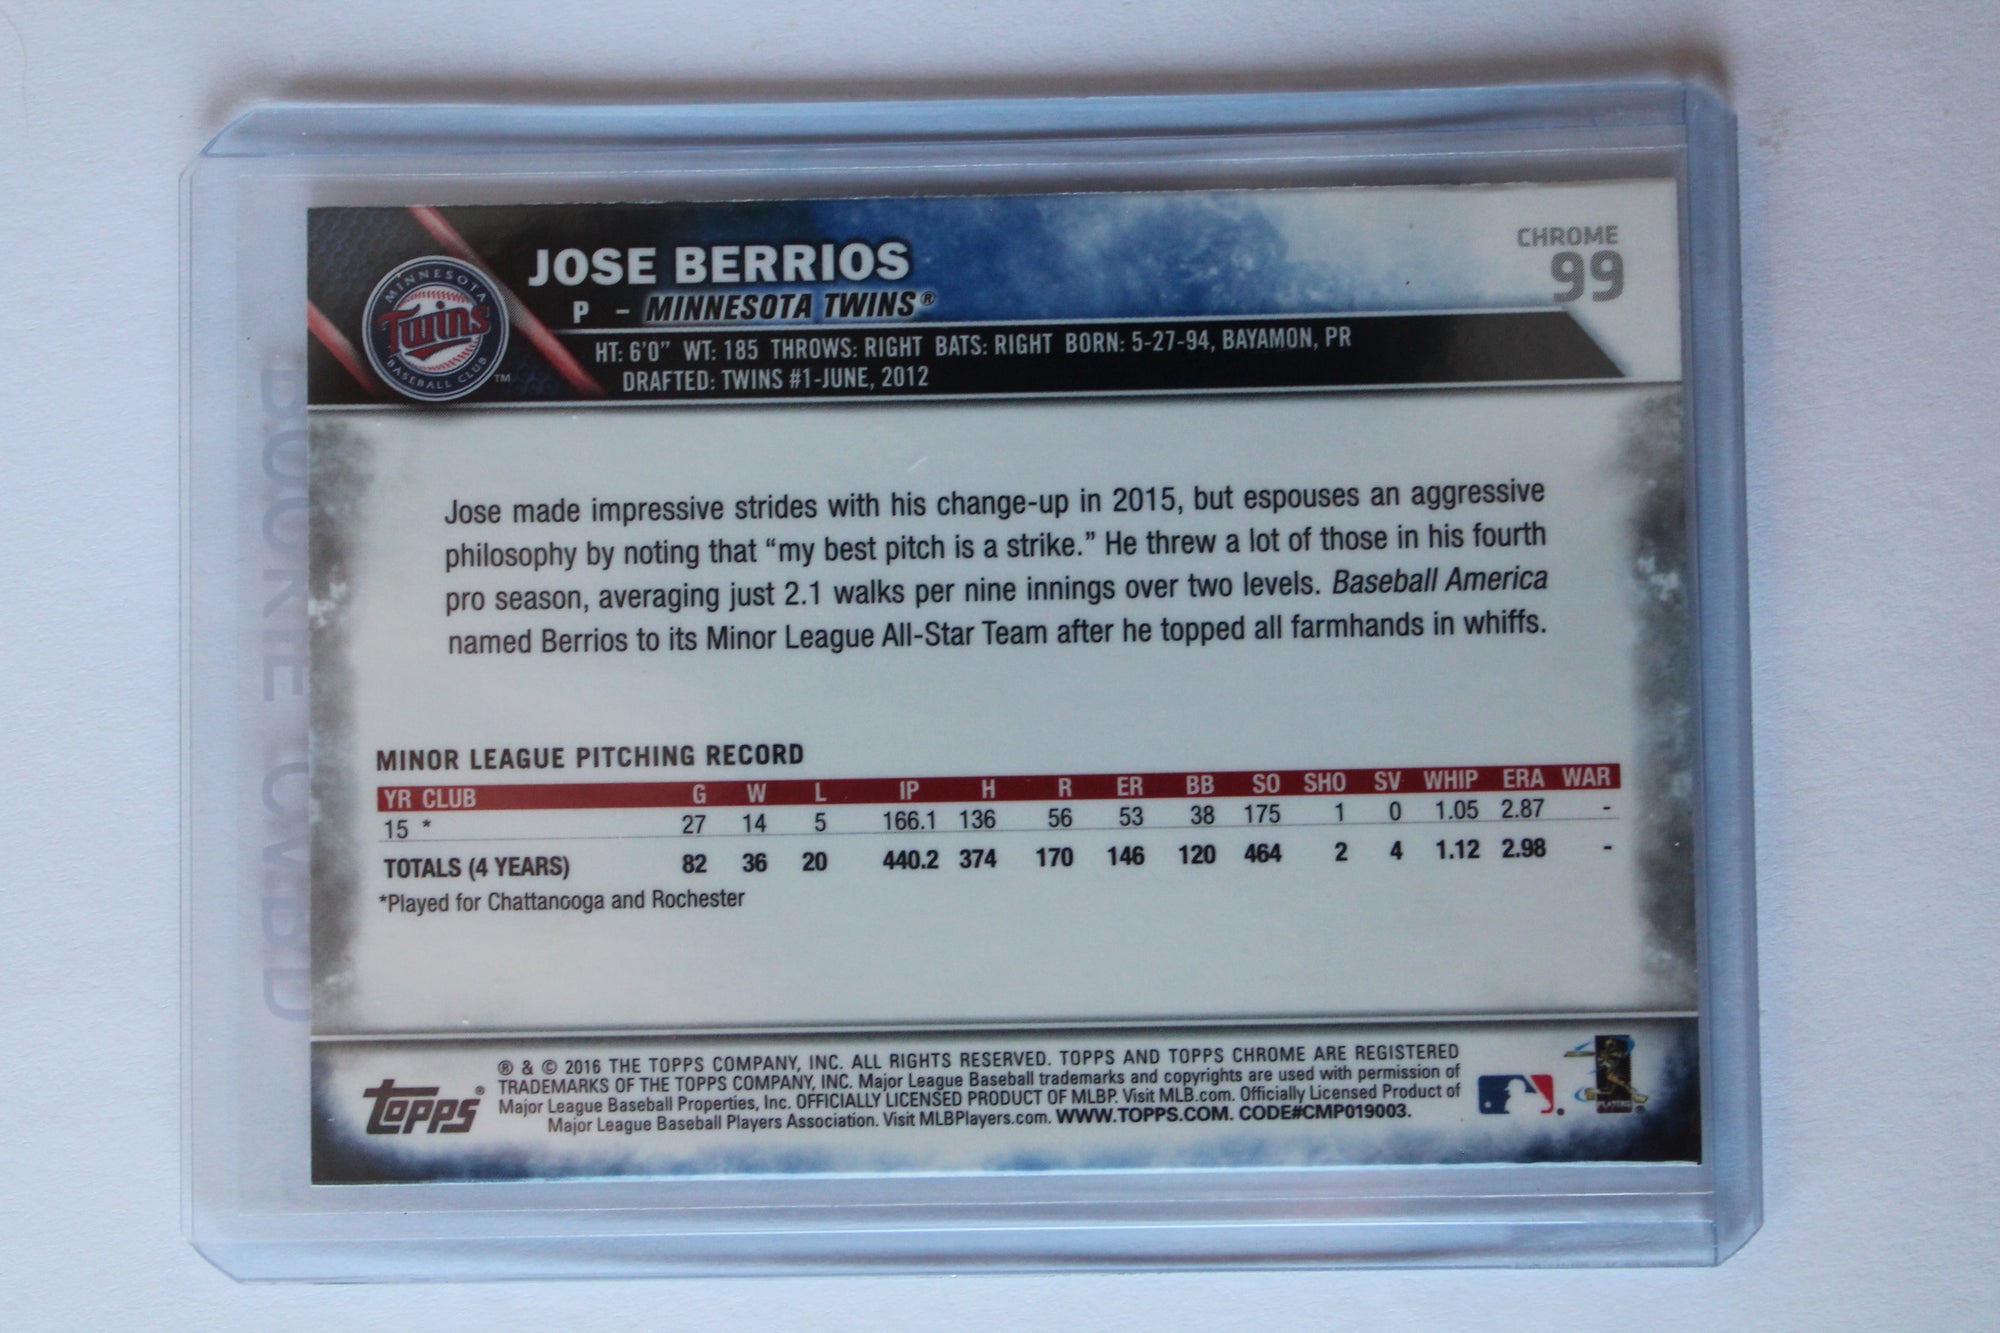 CHROME
99
JOSE BERRIOS
P - MINNESOTA TWINS®
MINNESOTA
Twins
BASEBALL CLUB
TM
HT: 6'0" WT: 185 THROWS: RIGHT BATS: RIGHT BORN: 5-27-94, BAYAMON, PR
DRAFTED: TWINS #1-JUNE, 2012
Jose made impressive strides with his change-up in 2015, but espouses an aggressive
philosophy by noting that “my best pitch is a strike.” He threw a lot of those in his fourth
pro season, averaging just 2.1 walks per nine innings over two levels. Baseball America
named Berrios to its Minor League All-Star Team after he topped all farmhands in whiffs.
MINOR LEAGUE PITCHING RECORD
YR CLUB G W L IP H R ER BB SO SHO SV WHIP ERA WAR
15 * 27 14 5 166.1 136 56 53 38 175 1 0 1.05 2.87 -
TOTALS (4 YEARS) 82 36 20 440.2 374 170 146 120 464 2 4 1.12 2.98 -
*Played for Chattanooga and Rochester
Topps®
® & © 2016 THE TOPPS COMPANY, INC. ALL RIGHTS RESERVED. TOPPS AND TOPPS CHROME ARE REGISTERED
TRADEMARKS OF THE TOPPS COMPANY, INC. Major League Baseball trademarks and copyrights are used with permission of
Major League Baseball Properties, Inc. OFFICIALLY LICENSED PRODUCT OF MLBP. Visit MLB.com. Officially Licensed Product of
Major League Baseball Players Association. Visit MLBPlayers.com. WWW.TOPPS.COM. CODE#CMP019003.
PLAYERS